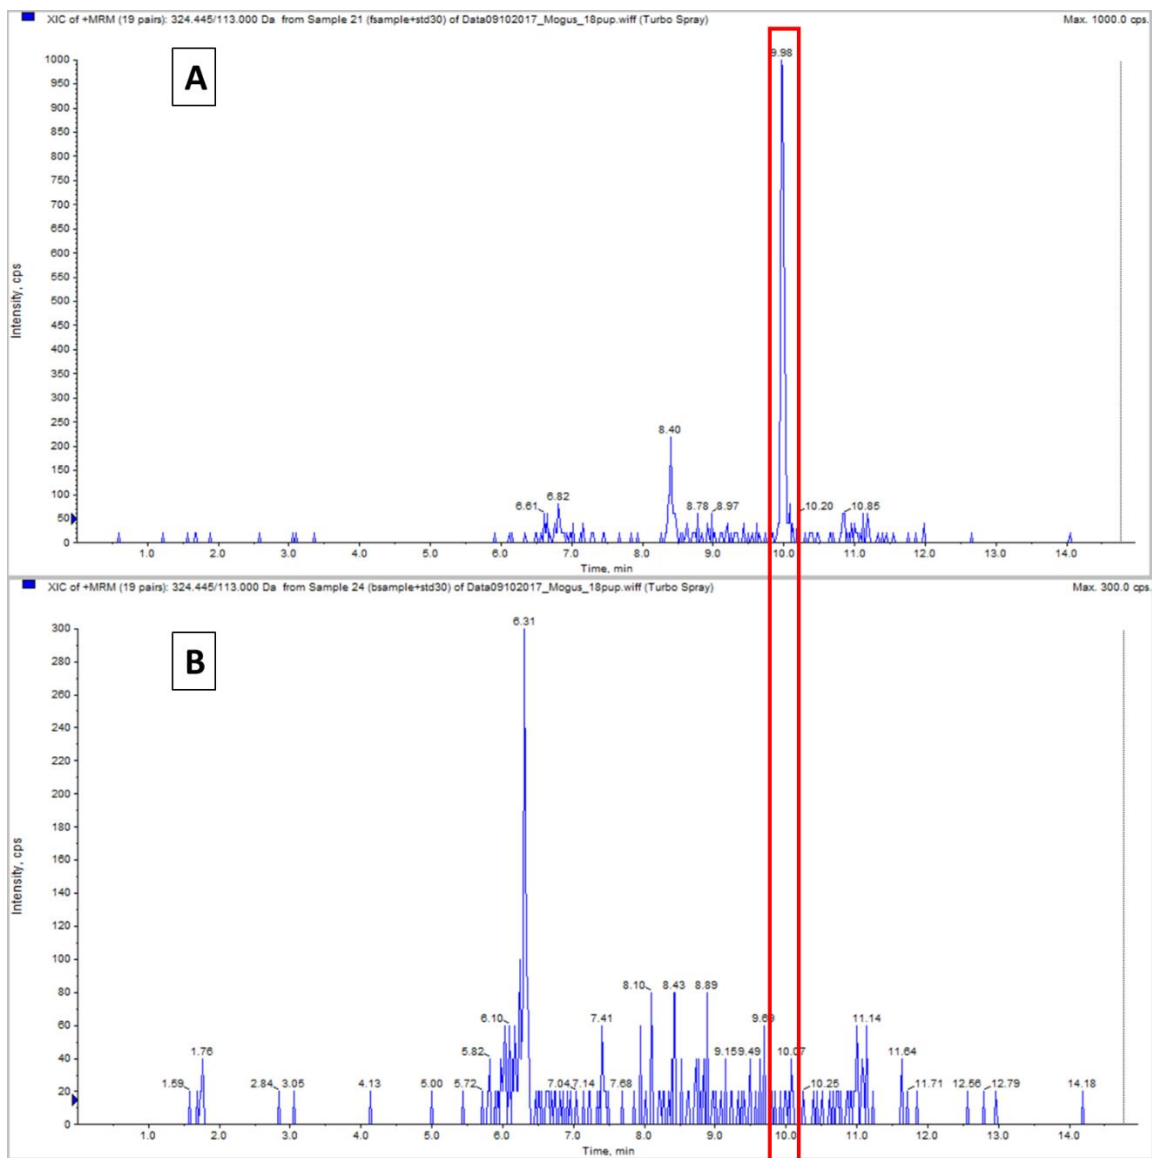 XIC of +MRM (19 pairs): 324.445/113.000 Da from Sample 21 (fsample+std30) of Data09102017_Mogus_18pup.wiff (Turbo Spray) Max. 1000.0 cps.
A
9.98
1000
950
900
850
800
750
700
650
600
550
500
450
400
350
300
250
200
150
100
50
0
Intensity, cps
8.40
6.61 6.82 8.78 8.97 10.20 10.85
1.0 2.0 3.0 4.0 5.0 6.0 7.0 8.0 9.0 10.0 11.0 12.0 13.0 14.0
Time, min
XIC of +MRM (19 pairs): 324.445/113.000 Da from Sample 24 (bsample+std30) of Data09102017_Mogus_18pup.wiff (Turbo Spray) Max. 300.0 cps.
B
6.31
300
280
260
240
220
200
180
160
140
120
100
80
60
40
20
0
Intensity, cps
8.10 8.43 8.89
6.10 7.41 9.69 11.14
1.76 5.82 9.15 9.49 10.07 11.64
1.59 2.84 3.05 4.13 5.00 5.72 7.04 7.14 7.68 10.25 11.71 12.56 12.79 14.18
1.0 2.0 3.0 4.0 5.0 6.0 7.0 8.0 9.0 10.0 11.0 12.0 13.0 14.0
Time, min